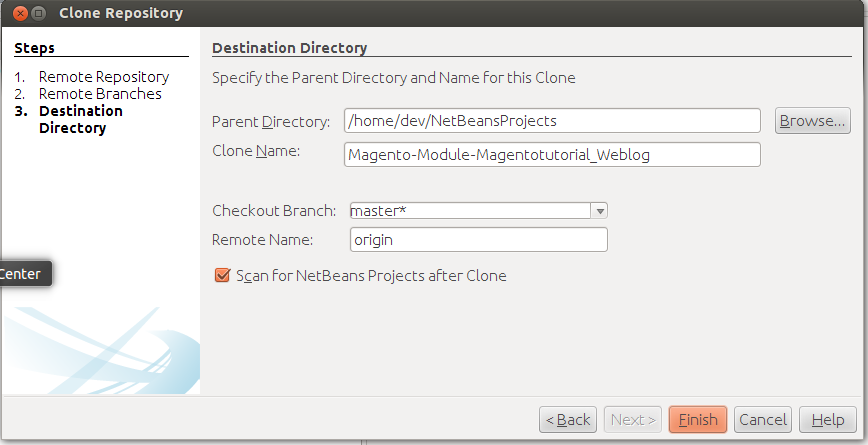 Clone Repository
Steps
1. Remote Repository
2. Remote Branches
3. Destination
Directory
Destination Directory
Specify the Parent Directory and Name for this Clone
Parent Directory: /home/dev/NetBeansProjects Browse...
Clone Name: Magento-Module-Magentotutorial_Weblog
Checkout Branch: master*
Remote Name: origin
Center
Scan for NetBeans Projects after Clone
< Back Next > Finish Cancel Help